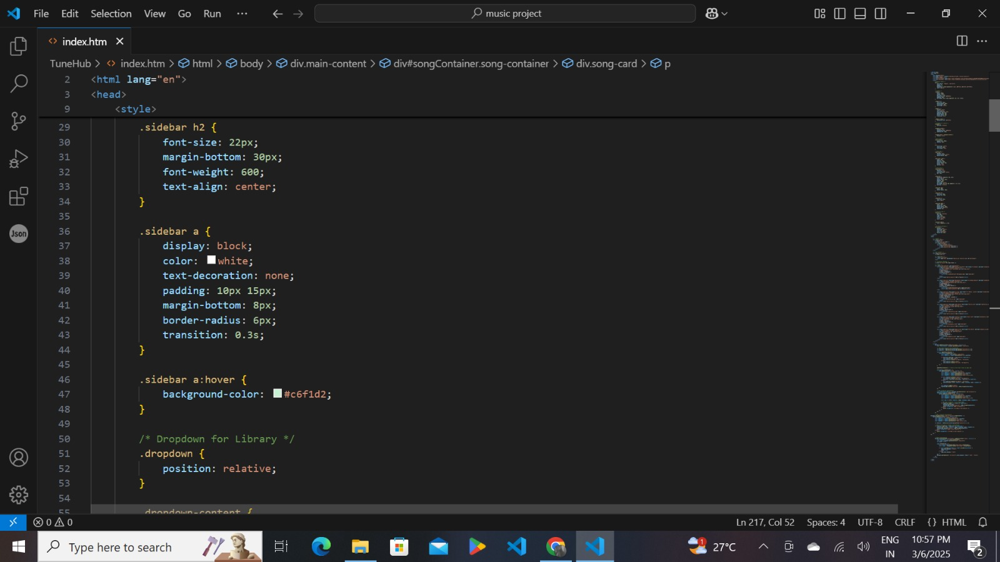 File Edit Selection View Go Run ··· music project
index.htm
TuneHub > index.htm > html > body > div.main-content > div#songContainer.song-container > div.song-card > p
2 <html lang="en">
3 <head>
9 <style>
29 .sidebar h2 {
30 font-size: 22px;
31 margin-bottom: 30px;
32 font-weight: 600;
33 text-align: center;
34 }
35
36 .sidebar a {
37 display: block;
38 color: white;
39 text-decoration: none;
40 padding: 10px 15px;
41 margin-bottom: 8px;
42 border-radius: 6px;
43 transition: 0.3s;
44 }
45
46 .sidebar a:hover {
47 background-color: #c6f1d2;
48 }
49
50 /* Dropdown for Library */
51 .dropdown {
52 position: relative;
53 }
54
55 .dropdown-content {
Json
0 0 Ln 217, Col 52 Spaces: 4 UTF-8 CRLF {} HTML
Type here to search 1 27°C ENG 10:57 PM
IN 3/6/2025 2